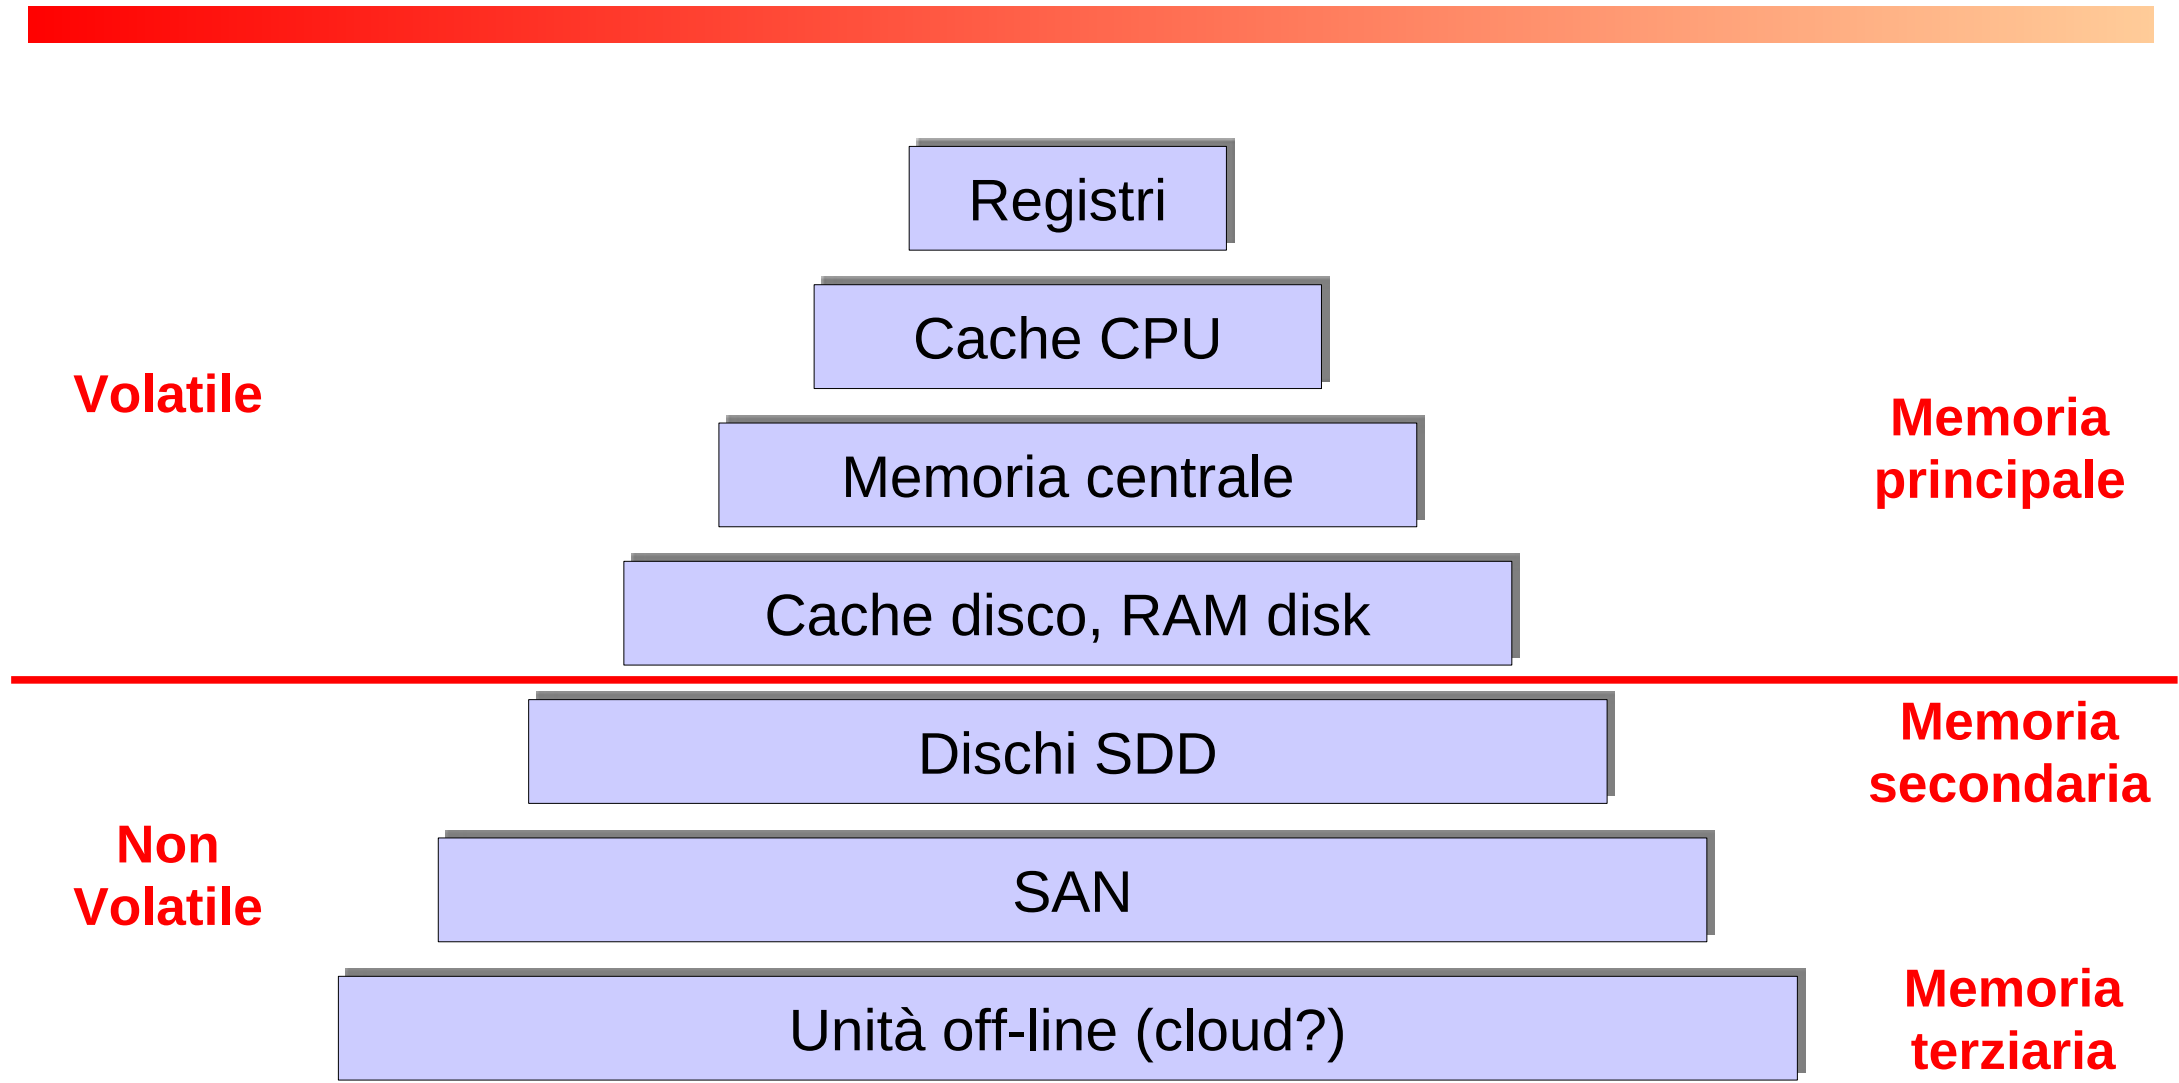 Registri
Cache CPU
Volatile
Memoria
principale
Memoria centrale
Cache disco, RAM disk
Dischi SDD
Memoria
secondaria
Non
Volatile
SAN
Unità off-line (cloud?)
Memoria
terziaria